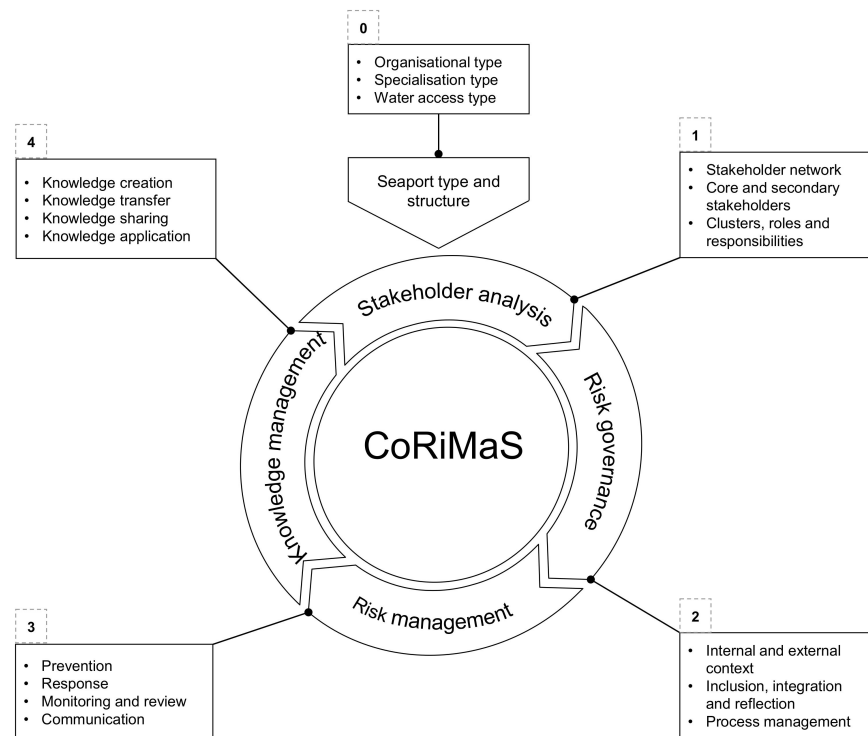 0
• Organisational type
• Specialisation type
• Water access type
Seaport type and
structure
1
• Stakeholder network
• Core and secondary
stakeholders
• Clusters, roles and
responsibilities
4
• Knowledge creation
• Knowledge transfer
• Knowledge sharing
• Knowledge application
Stakeholder analysis
Risk governance
Risk management
Knowledge management
CoRiMaS
3
• Prevention
• Response
• Monitoring and review
• Communication
2
• Internal and external
context
• Inclusion, integration
and reflection
• Process management